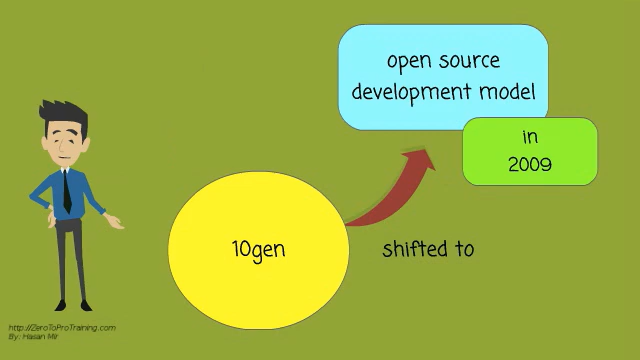 open source
development model
in
2009
10gen
shifted to
http://ZeroToProTraining.com
By: Hasan Mir